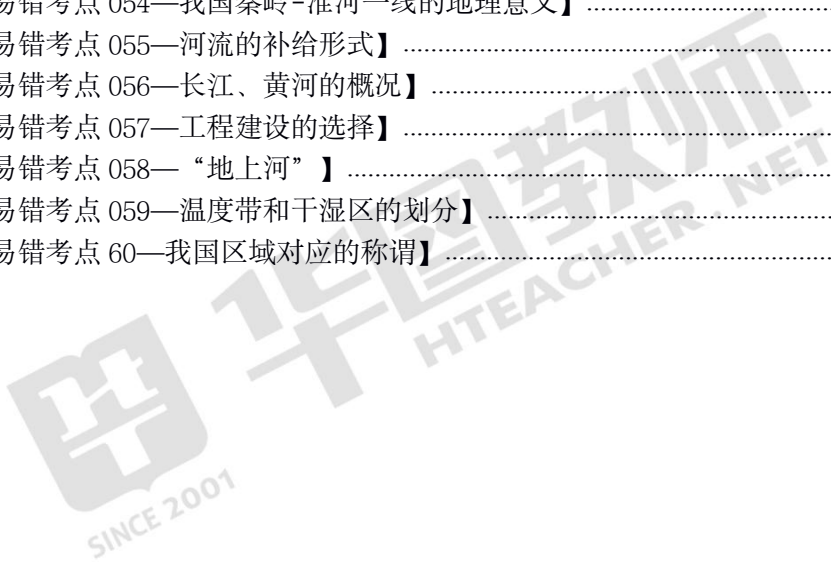 易错考点 054—我国秦岭-淮河一线的地理意义】
易错考点 055—河流的补给形式】
易错考点 056—长江、黄河的概况】
易错考点 057—工程建设的选择】
易错考点 058—“地上河”】
易错考点 059—温度带和干湿区的划分】
易错考点 60—我国区域对应的称谓】
华图教师
HTEACHER.NET
SINCE 2001